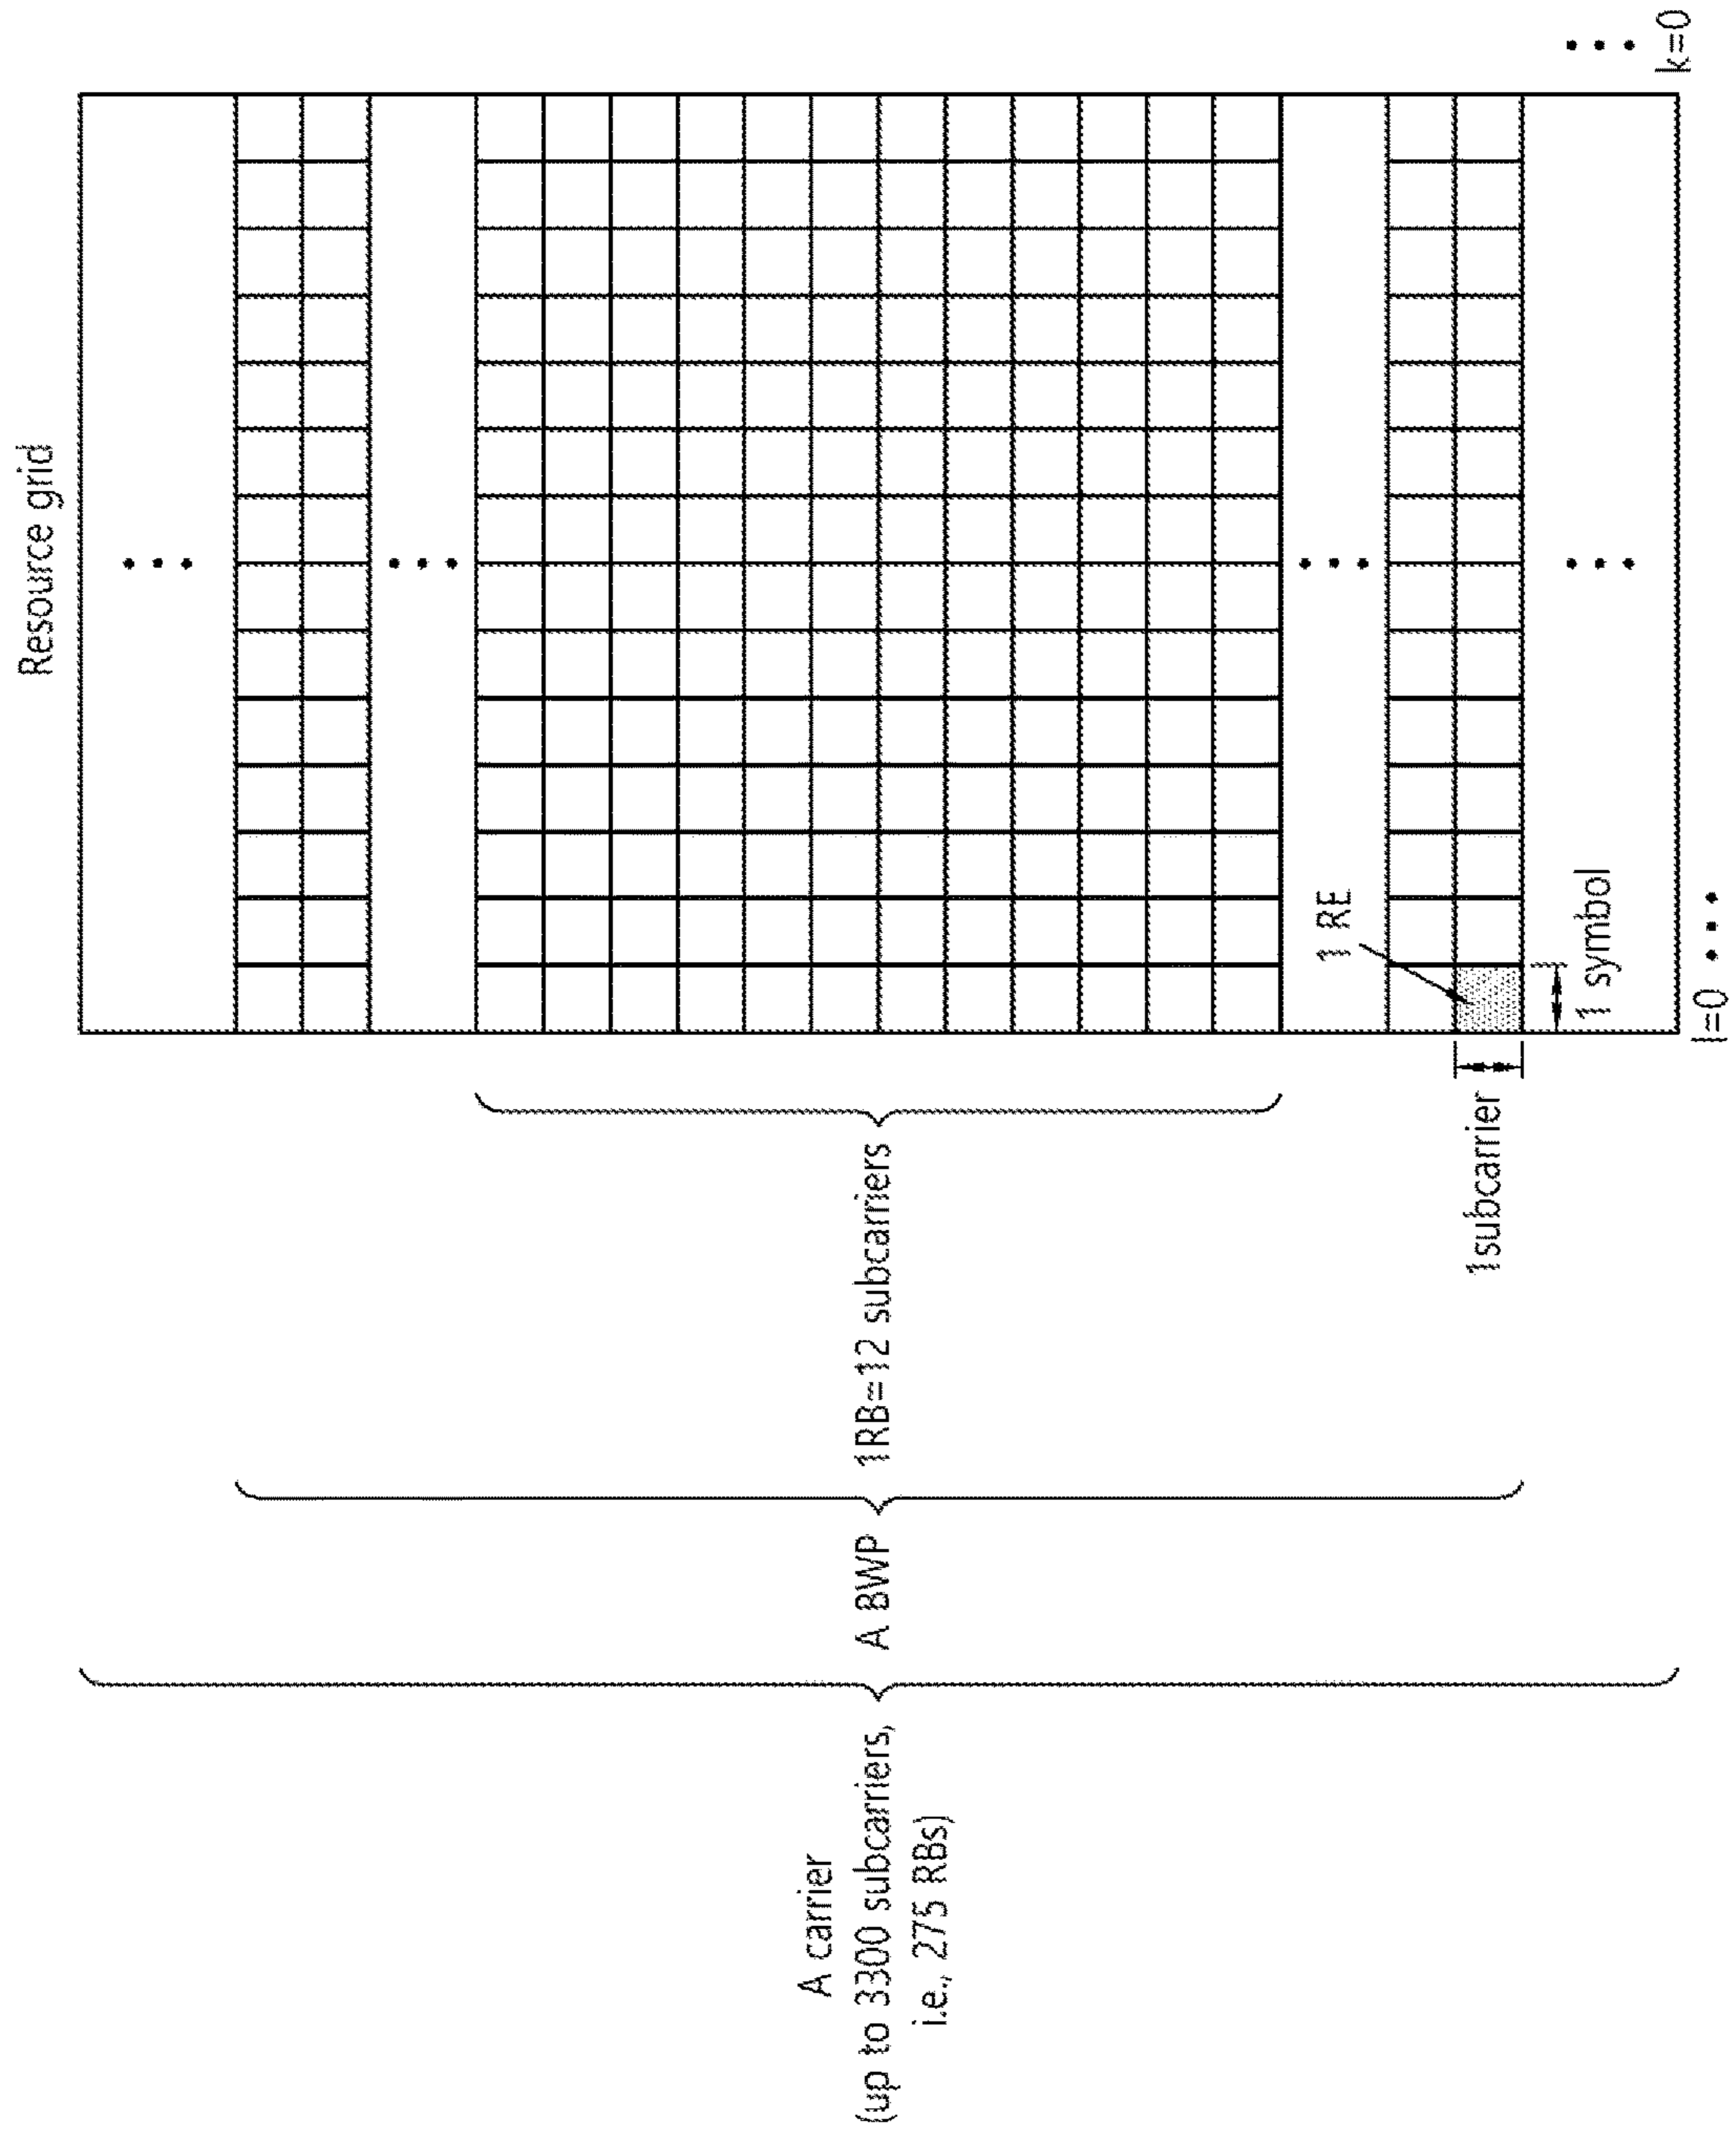 Resource grid
A carrier
(up to 3300 subcarriers,
i.e., 275 RBs)
A BWP
1RB=12 subcarriers
1 RE
1subcarrier
1 symbol
k=0
l=0